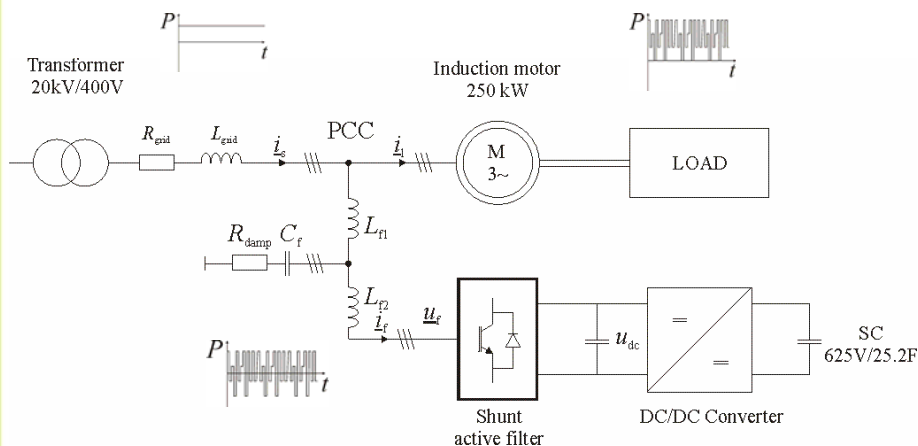 P
t
P
t
Transformer
20kV/400V
Induction motor
250 kW
R_grid
L_grid
i_s
PCC
i_l
M
3~
LOAD
L_f1
R_damp
C_f
L_f2
i_f
u_f
=
=
u_dc
SC
625V/25.2F
P
t
Shunt
active filter
DC/DC Converter